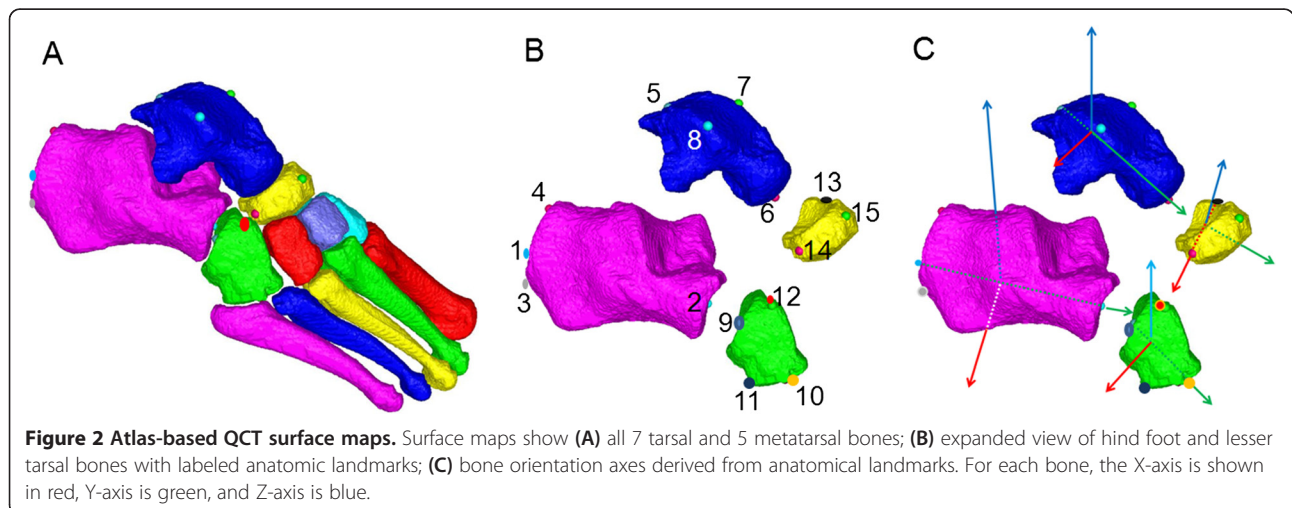 A
B
C
5
7
8
4
6
13
15
14
1
3
2
12
9
11
10
Figure 2 Atlas-based QCT surface maps. Surface maps show (A) all 7 tarsal and 5 metatarsal bones; (B) expanded view of hind foot and lesser
tarsal bones with labeled anatomic landmarks; (C) bone orientation axes derived from anatomical landmarks. For each bone, the X-axis is shown
in red, Y-axis is green, and Z-axis is blue.